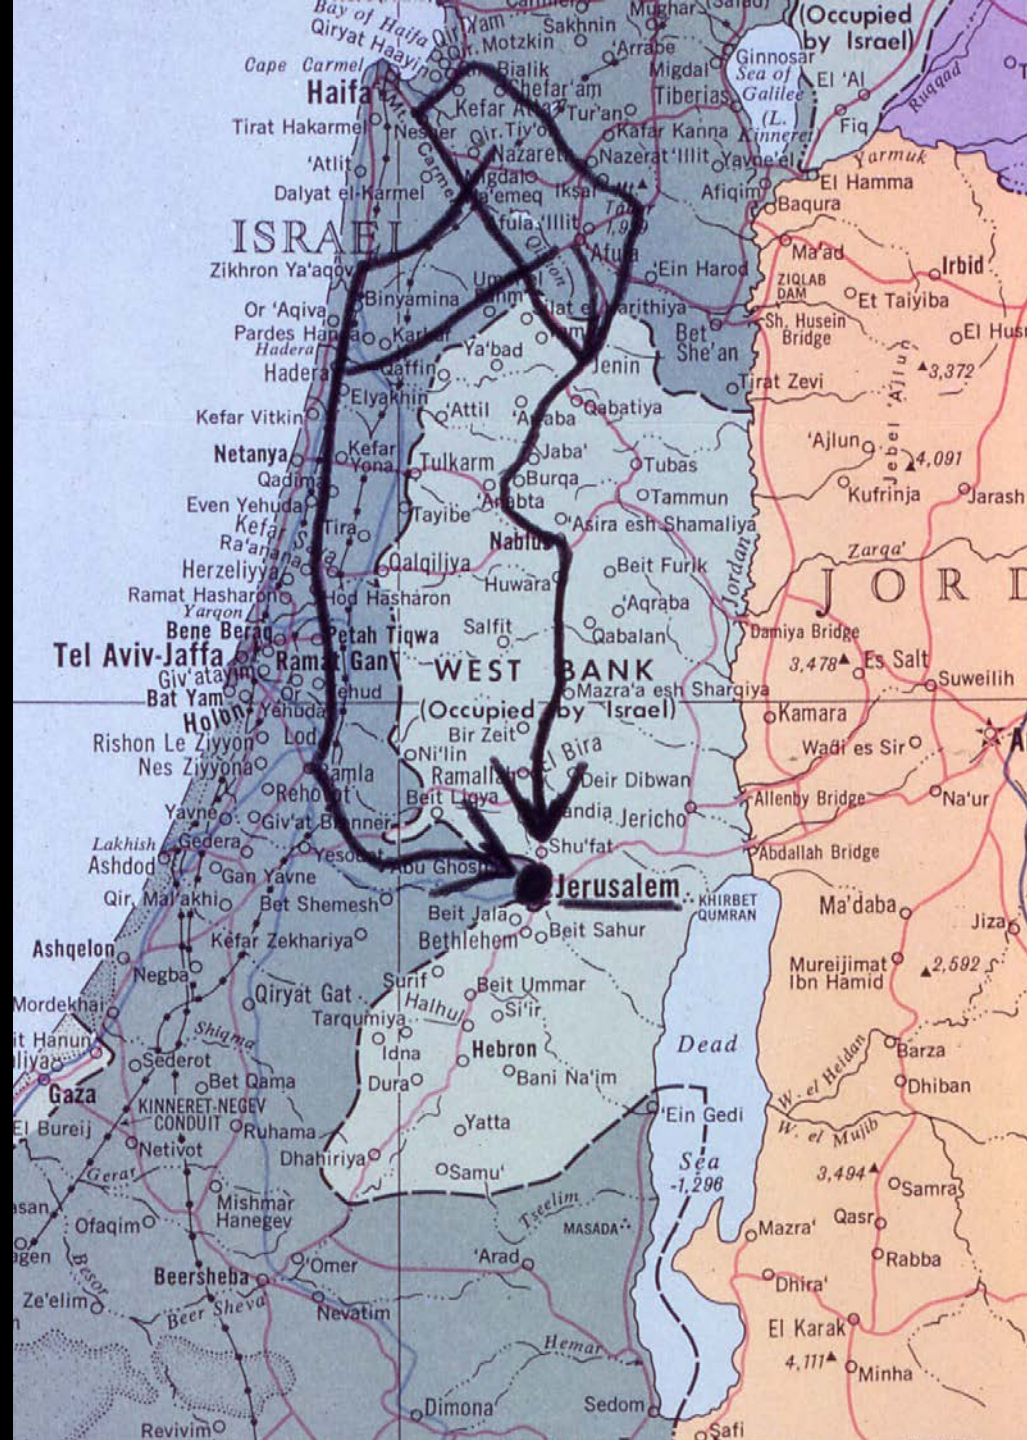 Bay of Haifa
Qiryat Haayim
Yam
Sakhnin
Mughar
(Occupied
by Israel)
Qir. Motzkin
'Arrabe
Ginnosar
Cape Carmel
Bialik
Migdal
Sea of
Galilee
(L.
Kinneret
El 'Al
Ruqqad
Haifa
Shefar'am
Tiberias
Fiq
Tirat Hakarmel
Nesher
Tur'an
Qir. Tiv'on
Kafar Kanna
'Atlit
Mt. Carmel
Nazareth
Nazerat 'Illit
Yavne'el
Yarmuk
Dalyat el-Karmel
Migdal
Ha'emeq
Iksal
Mt.
Tabor
Afiqim
El Hamma
Baqura
ISRAEL
Afula 'Illit
Qishon
Afula
Ma'ad
Zikhron Ya'aqov
'Ein Harod
ZIQLAB
DAM
Irbid
Binyamina
Et Taiyiba
Or 'Aqiva
Pardes Hanna
Karkur
Bet
She'an
Sh. Husein
Bridge
Hadera
Ya'bad
Hadera
Qaffin
Jenin
Tirat Zevi
3,372
Elyakhin
Jebel 'Ajlun
Kefar Vitkin
'Attil
'Arraba
Qabatiya
'Ajlun
Netanya
Kefar
Yona
Tulkarm
Jaba'
Tubas
4,091
Qadima
Burqa
Kufrinja
Jarash
Even Yehuda
'Anabta
Tammun
Kefar Sava
Tira
Tayibe
'Asira esh Shamaliya
Ra'anana
Nablus
Zarqa'
Herzeliyya
Qalqiliya
Beit Furik
Jordan
JORD
Ramat Hasharon
Hod Hasharon
Huwara
Yarqon
'Aqraba
Bene Beraq
Petah Tiqwa
Salfit
Qabalan
Damiya Bridge
Tel Aviv-Jaffa
Ramat Gan
WEST BANK
3,478
Es Salt
Giv'atayim
Suweilih
Bat Yam
Or
Yehuda
Yehud
(Occupied by Israel)
Mazra'a esh Sharqiya
Holon
Kamara
Rishon Le Ziyyon
Lod
Bir Zeit
Wadi es Sir
Nes Ziyyona
Ni'lin
El Bira
Ramla
Ramallah
Deir Dibwan
Rehovot
Beit Liqya
Allenby Bridge
Na'ur
Yavne
Giv'at Brenner
Jericho
Lakhish
Gedera
Shu'fat
Abdallah Bridge
Ashdod
Gan Yavne
Abu Ghosh
Jerusalem
Qir. Mal'akhi
Bet Shemesh
KHIRBET
QUMRAN
Ma'daba
Beit Jala
Beit Sahur
Jiza
Ashqelon
Kefar Zekhariya
Bethlehem
Negba
Mureijimat
Ibn Hamid
2,592
Surif
Beit Ummar
Mordekhai
Qiryat Gat
Halhul
Si'ir
Tarqumiya
Shiqma
it Hanun
Idna
Hebron
Dead
Sea
-1,296
W. el Heidan
Barza
Sederot
Dura
Bani Na'im
Gaza
Bet Qama
Dhiban
KINNERET-NEGEV
CONDUIT
'Ein Gedi
W. el Mujib
El Bureij
Ruhama
Yatta
Netivot
Dhahiriya
Samu'
3,494
Samra
Gerar
Mishmar
Hanegev
Tseelim
MASADA
Ofaqim
Mazra'
Qasr
Besor
'Omer
'Arad
Rabba
Beersheba
Dhira'
Ze'elim
Beer Sheva
Nevatim
El Karak
Hemar
4,111
Minha
Dimona
Sedom
Revivim
Safi